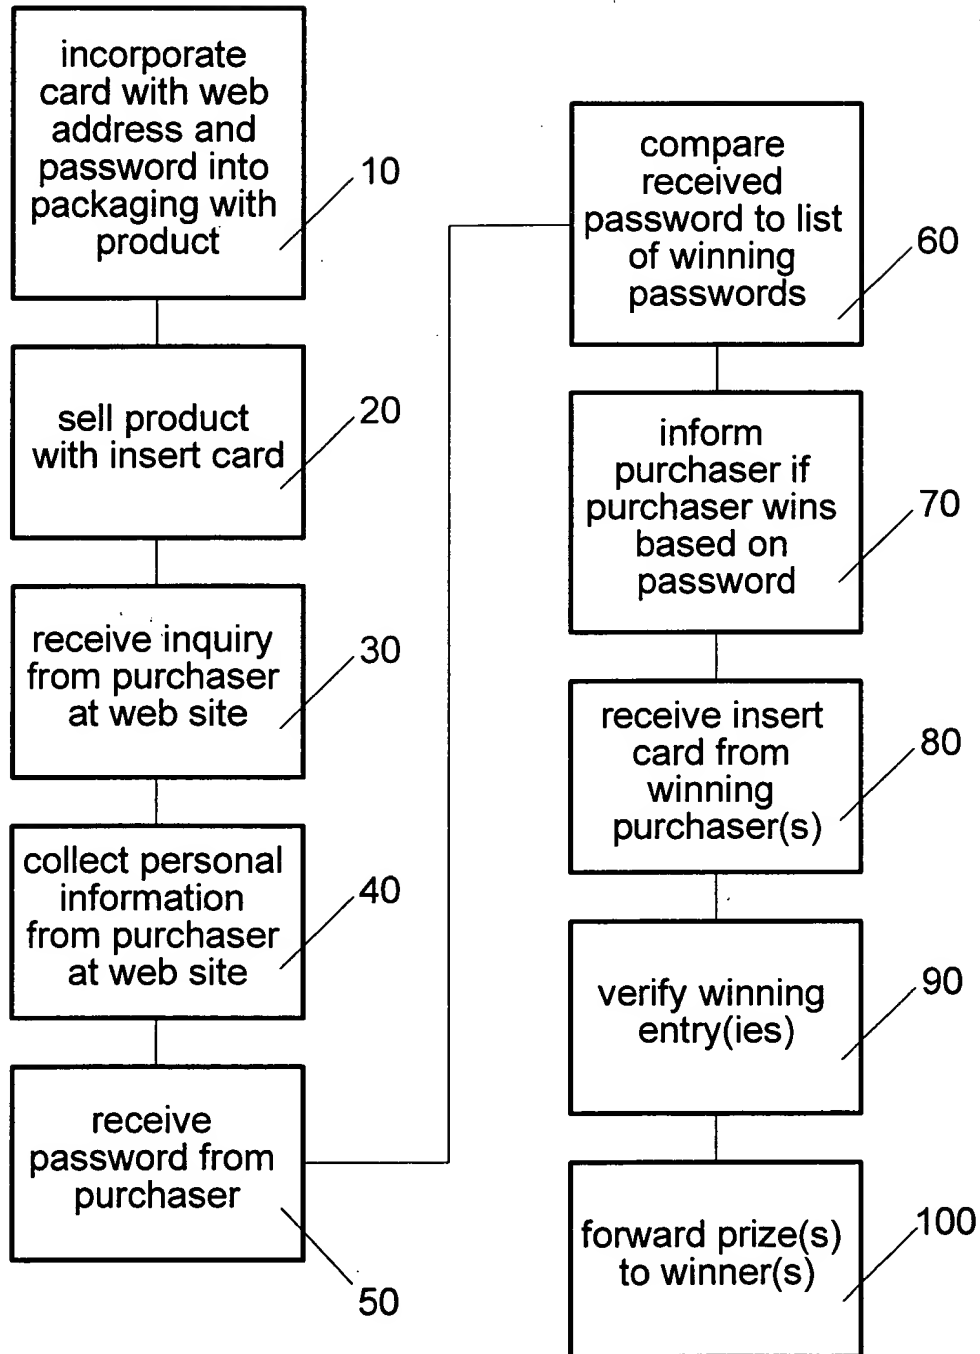 incorporate
card with web
address and
password into
packaging with
product
10
sell product
with insert card
20
receive inquiry
from purchaser
at web site
30
collect personal
information
from purchaser
at web site
40
receive
password from
purchaser
50
compare
received
password to list
of winning
passwords
60
inform
purchaser if
purchaser wins
based on
password
70
receive insert
card from
winning
purchaser(s)
80
verify winning
entry(ies)
90
forward prize(s)
to winner(s)
100